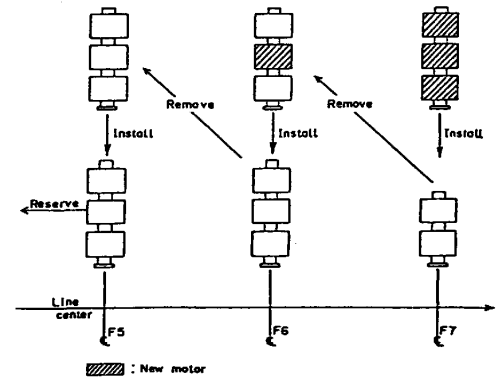 Remove
Remove
Install
Install
Install
Reserve
Line
center
F5
F6
F7
: New motor